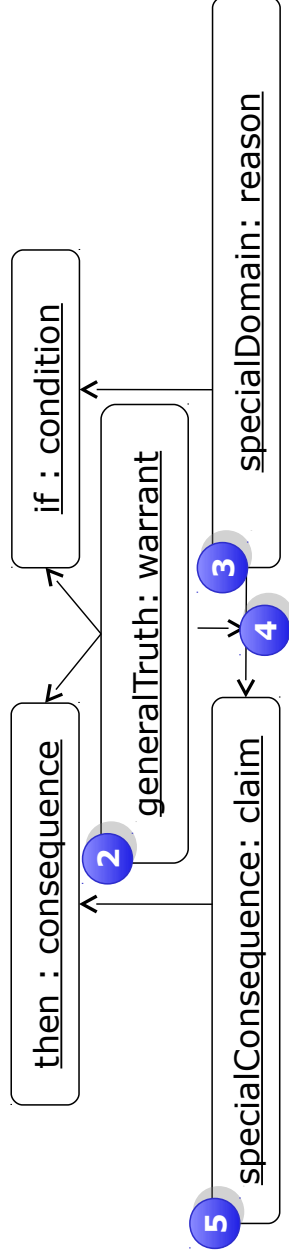 then : consequence
if : condition
2
generalTruth: warrant
3
4
5
specialConsequence: claim
specialDomain: reason